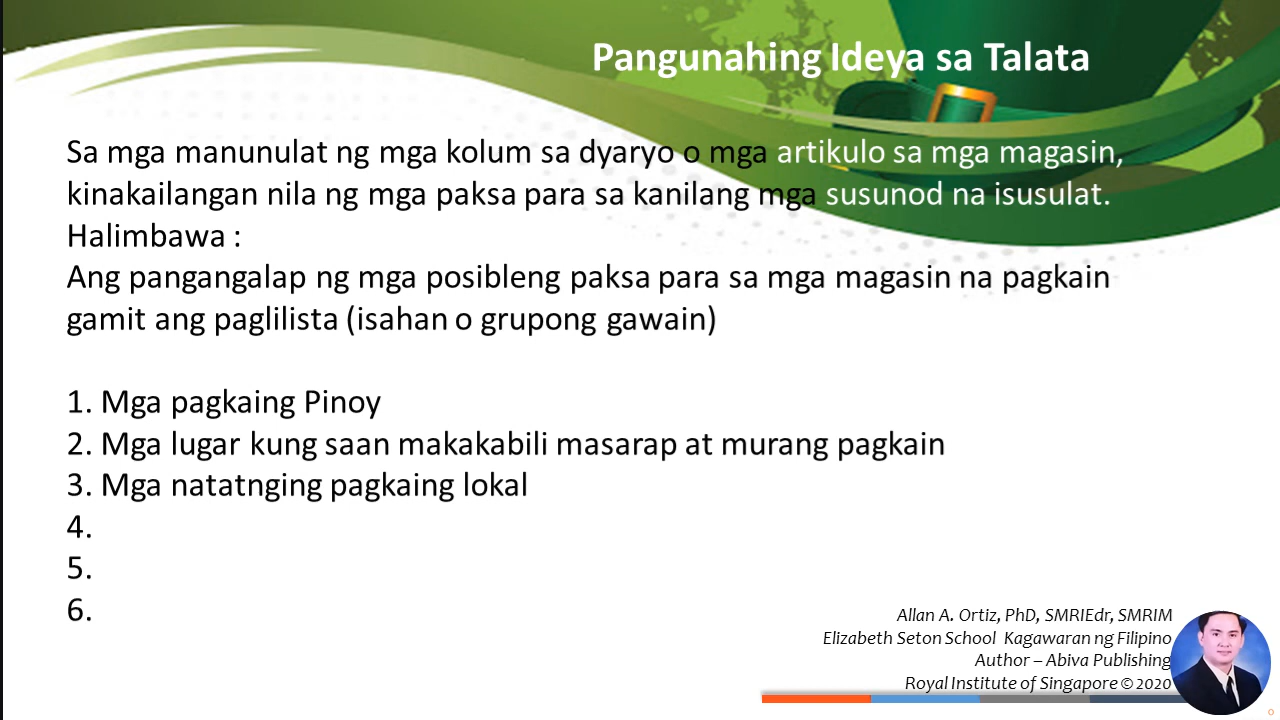 Pangunahing Ideya sa Talata
Sa mga manunulat ng mga kolum sa dyaryo o mga artikulo sa mga magasin,
kinakailangan nila ng mga paksa para sa kanilang mga susunod na isusulat.
Halimbawa :
Ang pangangalap ng mga posibleng paksa para sa mga magasin na pagkain
gamit ang paglilista (isahan o grupong gawain)
1. Mga pagkaing Pinoy
2. Mga lugar kung saan makakabili masarap at murang pagkain
3. Mga natatnging pagkaing lokal
4.
5.
6.
Allan A. Ortiz, PhD, SMRIEdr, SMRIM
Elizabeth Seton School Kagawaran ng Filipino
Author – Abiva Publishing
Royal Institute of Singapore © 2020